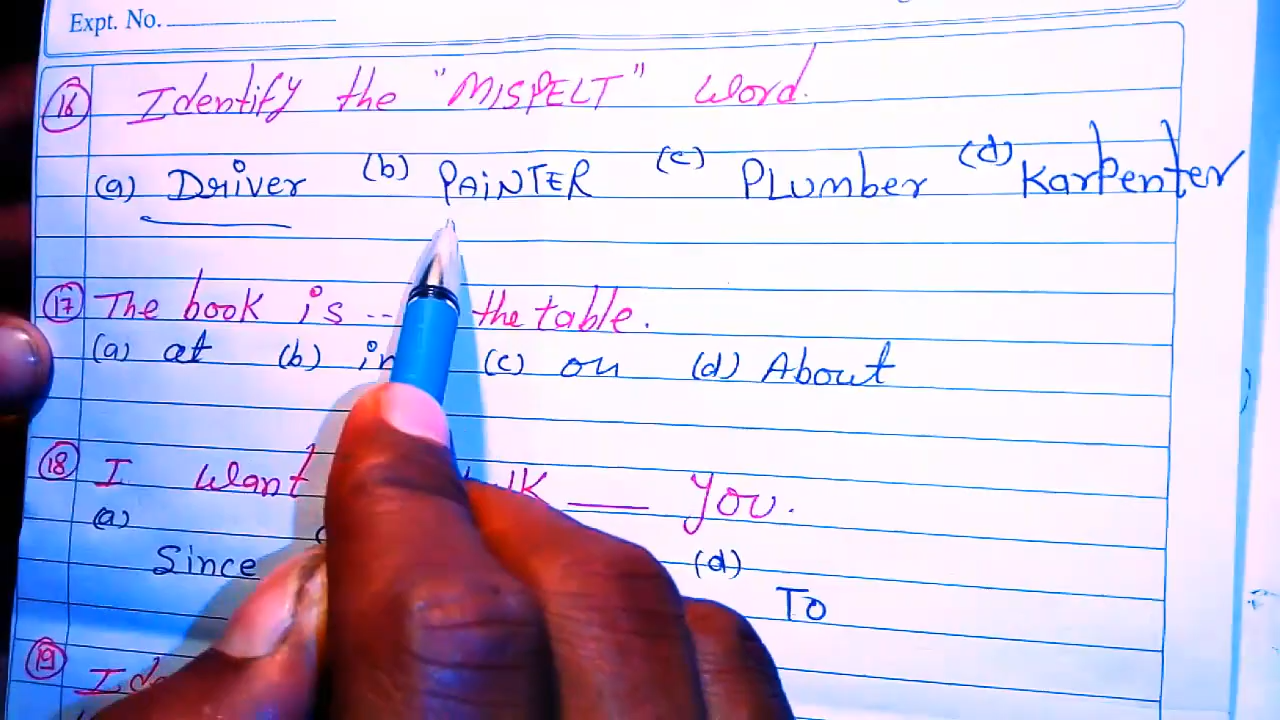 Expt. No.
16 Identify the "MISPELT" word.
(a) Driver (b) PAiNTER (c) PLumber (d) KarPenter
17 The book is -- the table.
(a) at (b) in (c) on (d) About
18 I want You.
(a) (d)
Since To
19